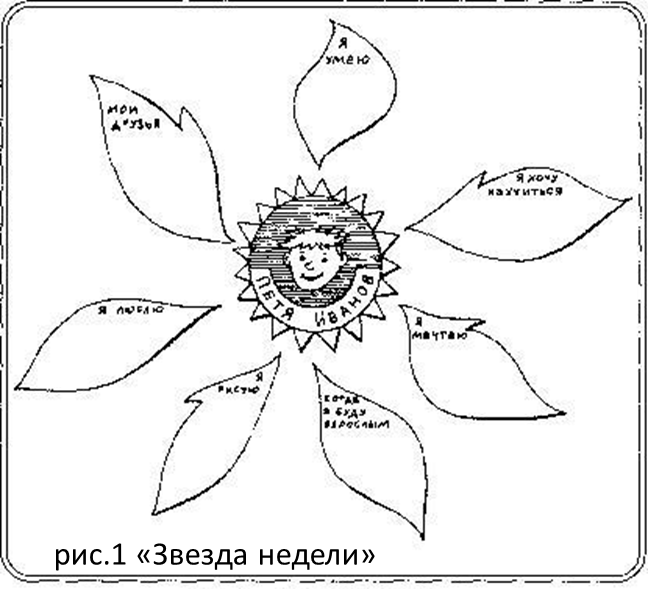 Я
УМЕЮ
МОИ
ДРУЗЬЯ
Я ХОЧУ
НАУЧИТЬСЯ
ПЕТЯ ИВАНОВ
Я ЛЮБЛЮ
Я
МЕЧТАЮ
Я
РИСУЮ
КОГДА
Я БУДУ
ВЗРОСЛЫМ
рис.1 «Звезда недели»